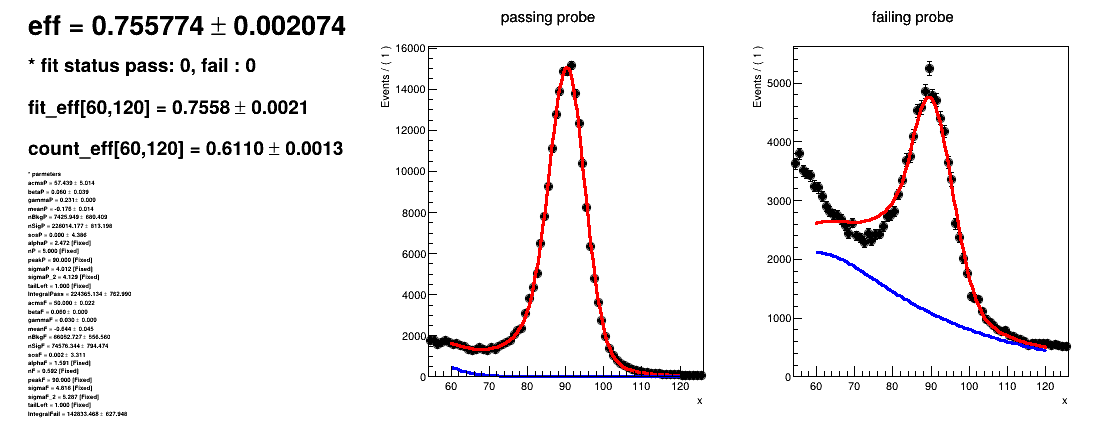 eff = 0.755774 ± 0.002074
* fit status pass: 0, fail : 0
fit_eff[60,120] = 0.7558 ± 0.0021
count_eff[60,120] = 0.6110 ± 0.0013
* parmeters
acmsP = 57.439 ± 5.014
betaP = 0.060 ± 0.039
gammaP = 0.231 ± 0.009
meanP = -0.176 ± 0.014
nBkgP = 7425.949 ± 689.409
nSigP = 228014.177 ± 813.198
sosP = 0.000 ± 4.386
alphaP = 2.472 [Fixed]
nP = 5.000 [Fixed]
peakP = 90.000 [Fixed]
sigmaP = 4.012 [Fixed]
sigmaP_2 = 4.129 [Fixed]
tailLeft = 1.000 [Fixed]
IntegralPass = 224365.134 ± 762.990
acmsF = 50.000 ± 0.022
betaF = 0.080 ± 0.009
gammaF = 0.030 ± 0.009
meanF = -0.644 ± 0.045
nBkgF = 66052.727 ± 556.560
nSigF = 74576.344 ± 794.474
sosF = 0.002 ± 3.311
alphaF = 1.591 [Fixed]
nF = 0.592 [Fixed]
peakF = 90.000 [Fixed]
sigmaF = 4.818 [Fixed]
sigmaF_2 = 5.287 [Fixed]
tailLeft = 1.000 [Fixed]
IntegralFail = 142833.468 ± 627.948
passing probe
Events / ( 1 )
16000
14000
12000
10000
8000
6000
4000
2000
0
60 70 80 90 100 110 120
x
failing probe
Events / ( 1 )
5000
4000
3000
2000
1000
0
60 70 80 90 100 110 120
x